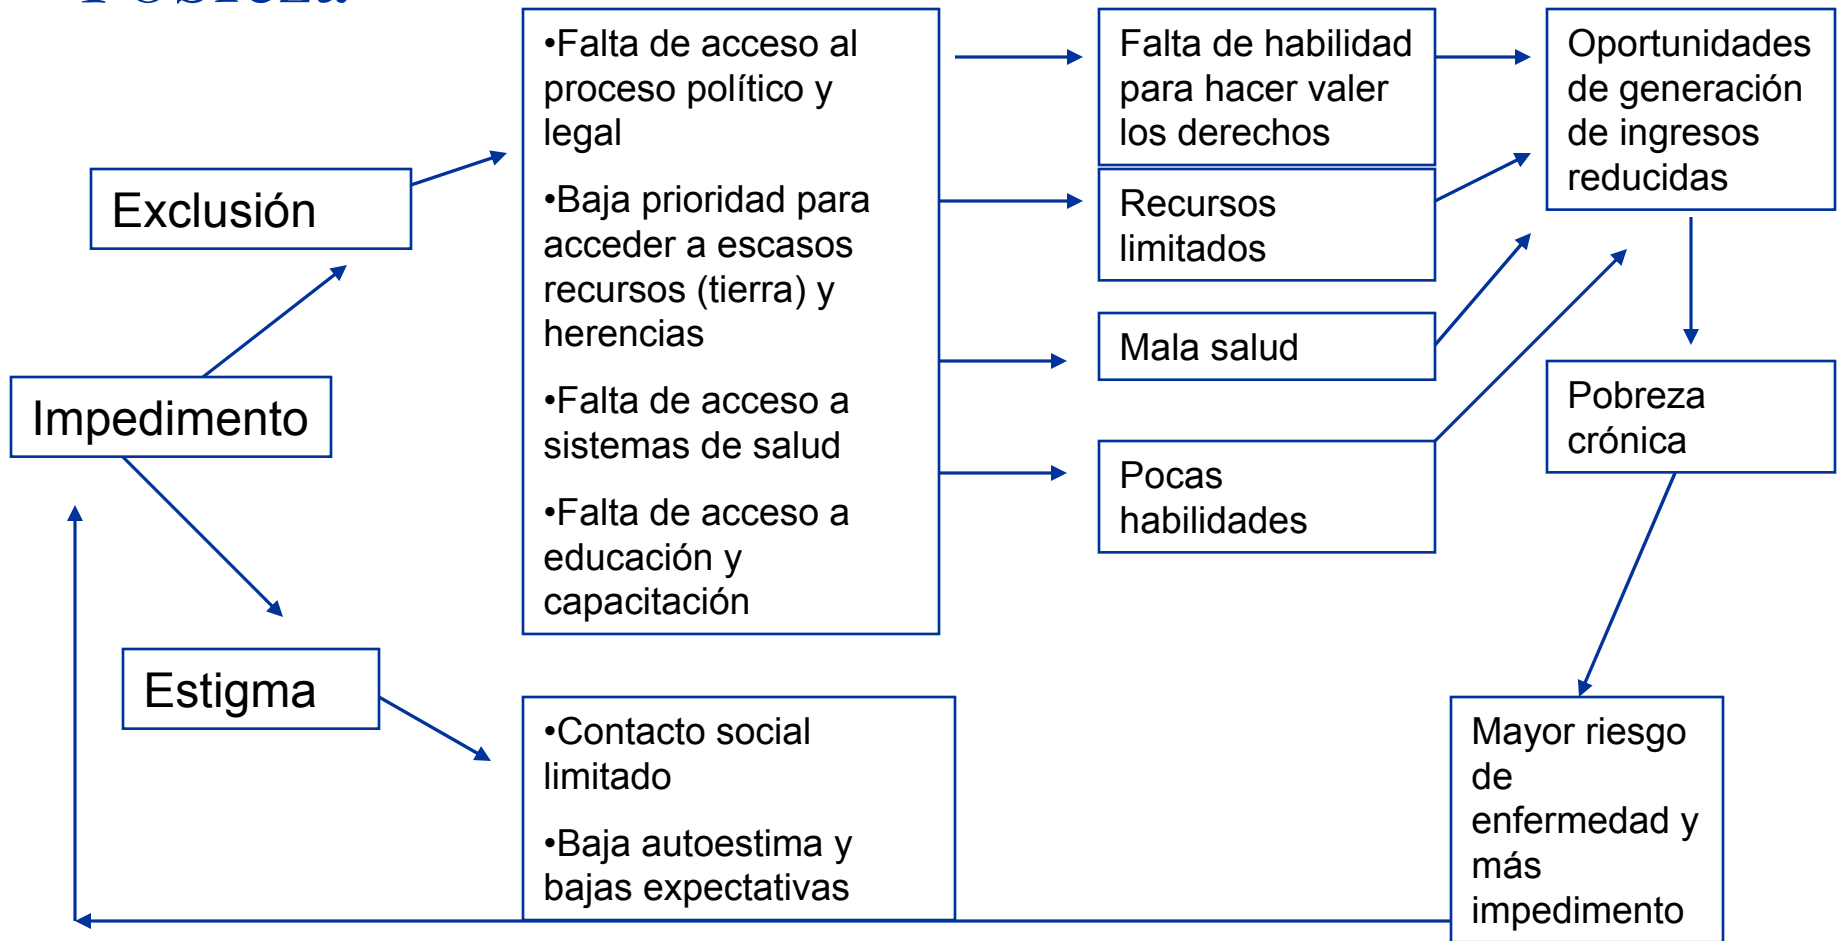 Pobreza
•Falta de acceso al
proceso político y
legal
•Baja prioridad para
acceder a escasos
recursos (tierra) y
herencias
•Falta de acceso a
sistemas de salud
•Falta de acceso a
educación y
capacitación
Falta de habilidad
para hacer valer
los derechos
Oportunidades
de generación
de ingresos
reducidas
Exclusión
Recursos
limitados
Mala salud
Impedimento
Pobreza
crónica
Pocas
habilidades
Estigma
•Contacto social
limitado
•Baja autoestima y
bajas expectativas
Mayor riesgo
de
enfermedad y
más
impedimento